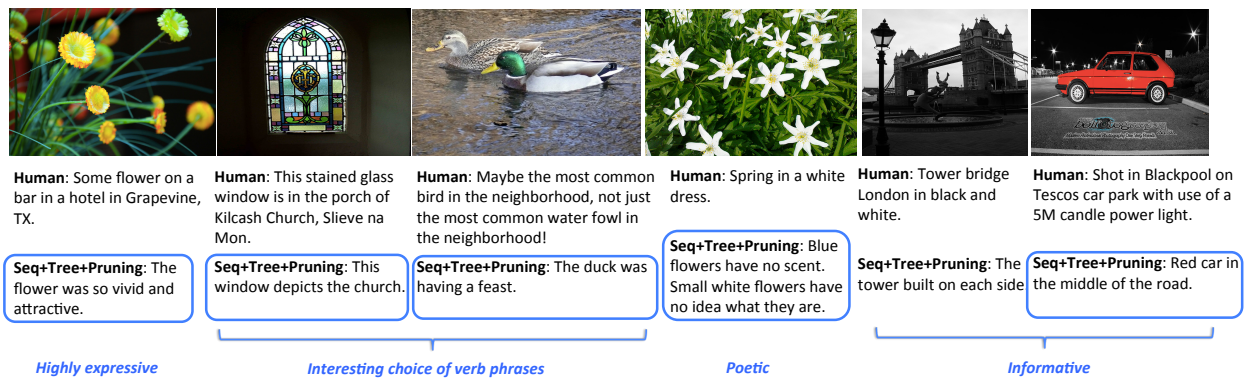 Human: Some flower on a
bar in a hotel in Grapevine,
TX.
Seq+Tree+Pruning: The
flower was so vivid and
attractive.
Human: This stained glass
window is in the porch of
Kilcash Church, Slieve na
Mon.
Seq+Tree+Pruning: This
window depicts the church.
Human: Maybe the most common
bird in the neighborhood, not just
the most common water fowl in
the neighborhood!
Seq+Tree+Pruning: The duck was
having a feast.
Human: Spring in a white
dress.
Seq+Tree+Pruning: Blue
flowers have no scent.
Small white flowers have
no idea what they are.
Human: Tower bridge
London in black and
white.
Seq+Tree+Pruning: The
tower built on each side
Human: Shot in Blackpool on
Tescos car park with use of a
5M candle power light.
Seq+Tree+Pruning: Red car in
the middle of the road.
Highly expressive
Interesting choice of verb phrases
Poetic
Informative